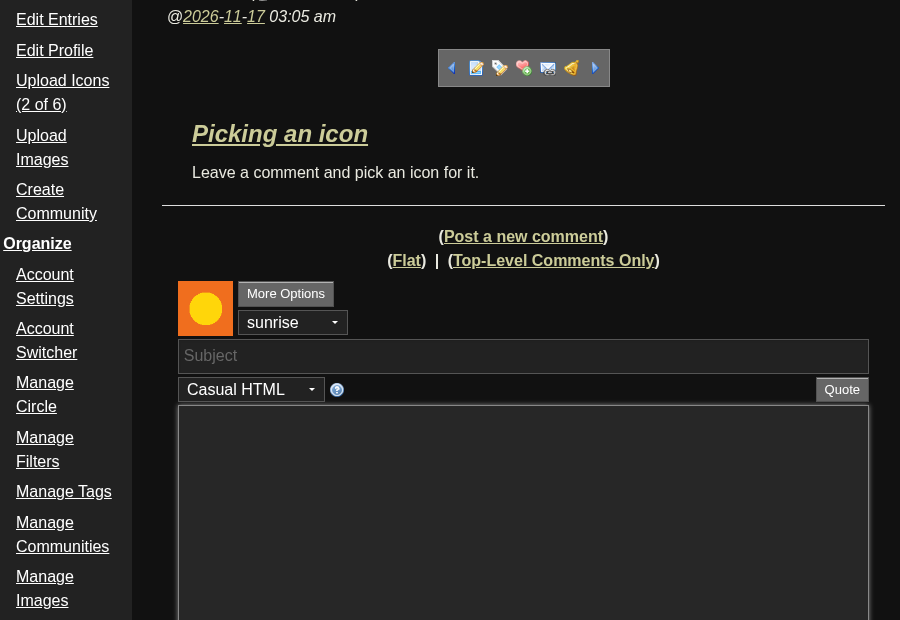 Edit Entries
Edit Profile
Upload Icons
(2 of 6)
Upload
Images
Create
Community
Organize
Account
Settings
Account
Switcher
Manage
Circle
Manage
Filters
Manage Tags
Manage
Communities
Manage
Images
@2026-11-17 03:05 am
Picking an icon
Leave a comment and pick an icon for it.
(Post a new comment)
(Flat) | (Top-Level Comments Only)
More Options
sunrise
Subject
Casual HTML
Quote